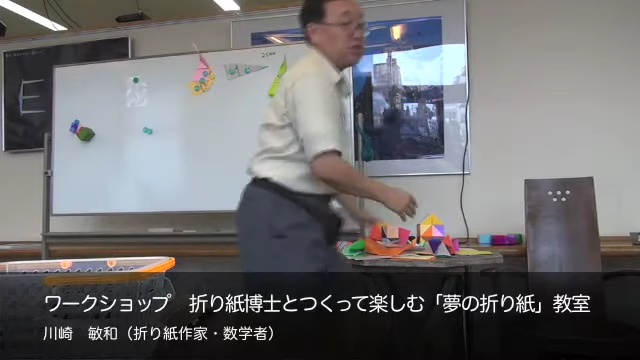 ワークショップ　折り紙博士とつくって楽しむ「夢の折り紙」教室
川崎　敏和（折り紙作家・数学者）